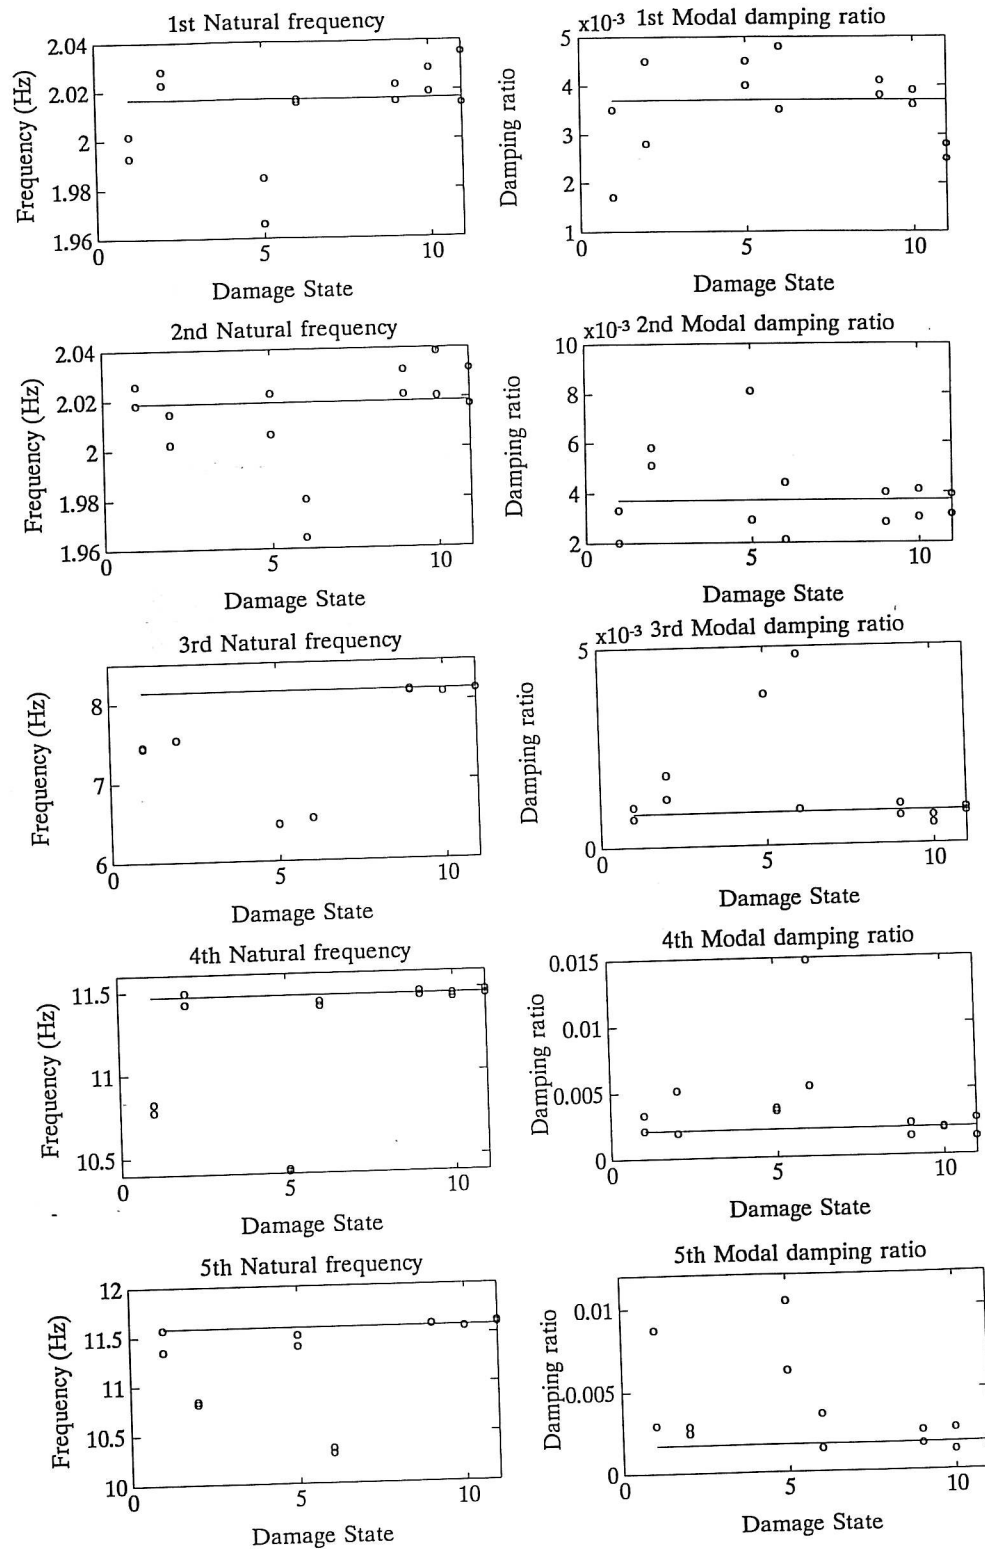 1st Natural frequency
2.04
2.02
2
1.98
1.96
0
5
10
Frequency (Hz)
Damage State
x10-3 1st Modal damping ratio
5
4
3
2
1
0
5
10
Damping ratio
Damage State
2nd Natural frequency
2.04
2.02
2
1.98
1.96
0
5
10
Frequency (Hz)
Damage State
x10-3 2nd Modal damping ratio
10
8
6
4
2
0
5
10
Damping ratio
Damage State
3rd Natural frequency
8
7
6
0
5
10
Frequency (Hz)
Damage State
x10-3 3rd Modal damping ratio
5
0
0
5
10
Damping ratio
Damage State
4th Natural frequency
11.5
11
10.5
0
5
10
Frequency (Hz)
Damage State
4th Modal damping ratio
0.015
0.01
0.005
0
0
5
10
Damping ratio
Damage State
5th Natural frequency
12
11.5
11
10.5
10
0
5
10
Frequency (Hz)
Damage State
5th Modal damping ratio
0.01
0.005
0
0
5
10
Damping ratio
Damage State